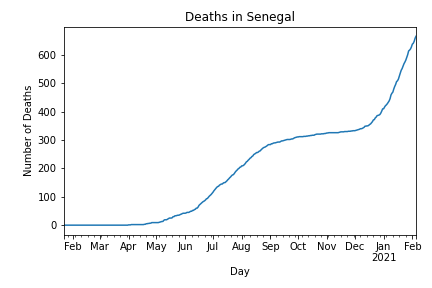 Deaths in Senegal
Number of Deaths
600
500
400
300
200
100
0
Feb Mar Apr May Jun Jul Aug Sep Oct Nov Dec Jan Feb
2021
Day